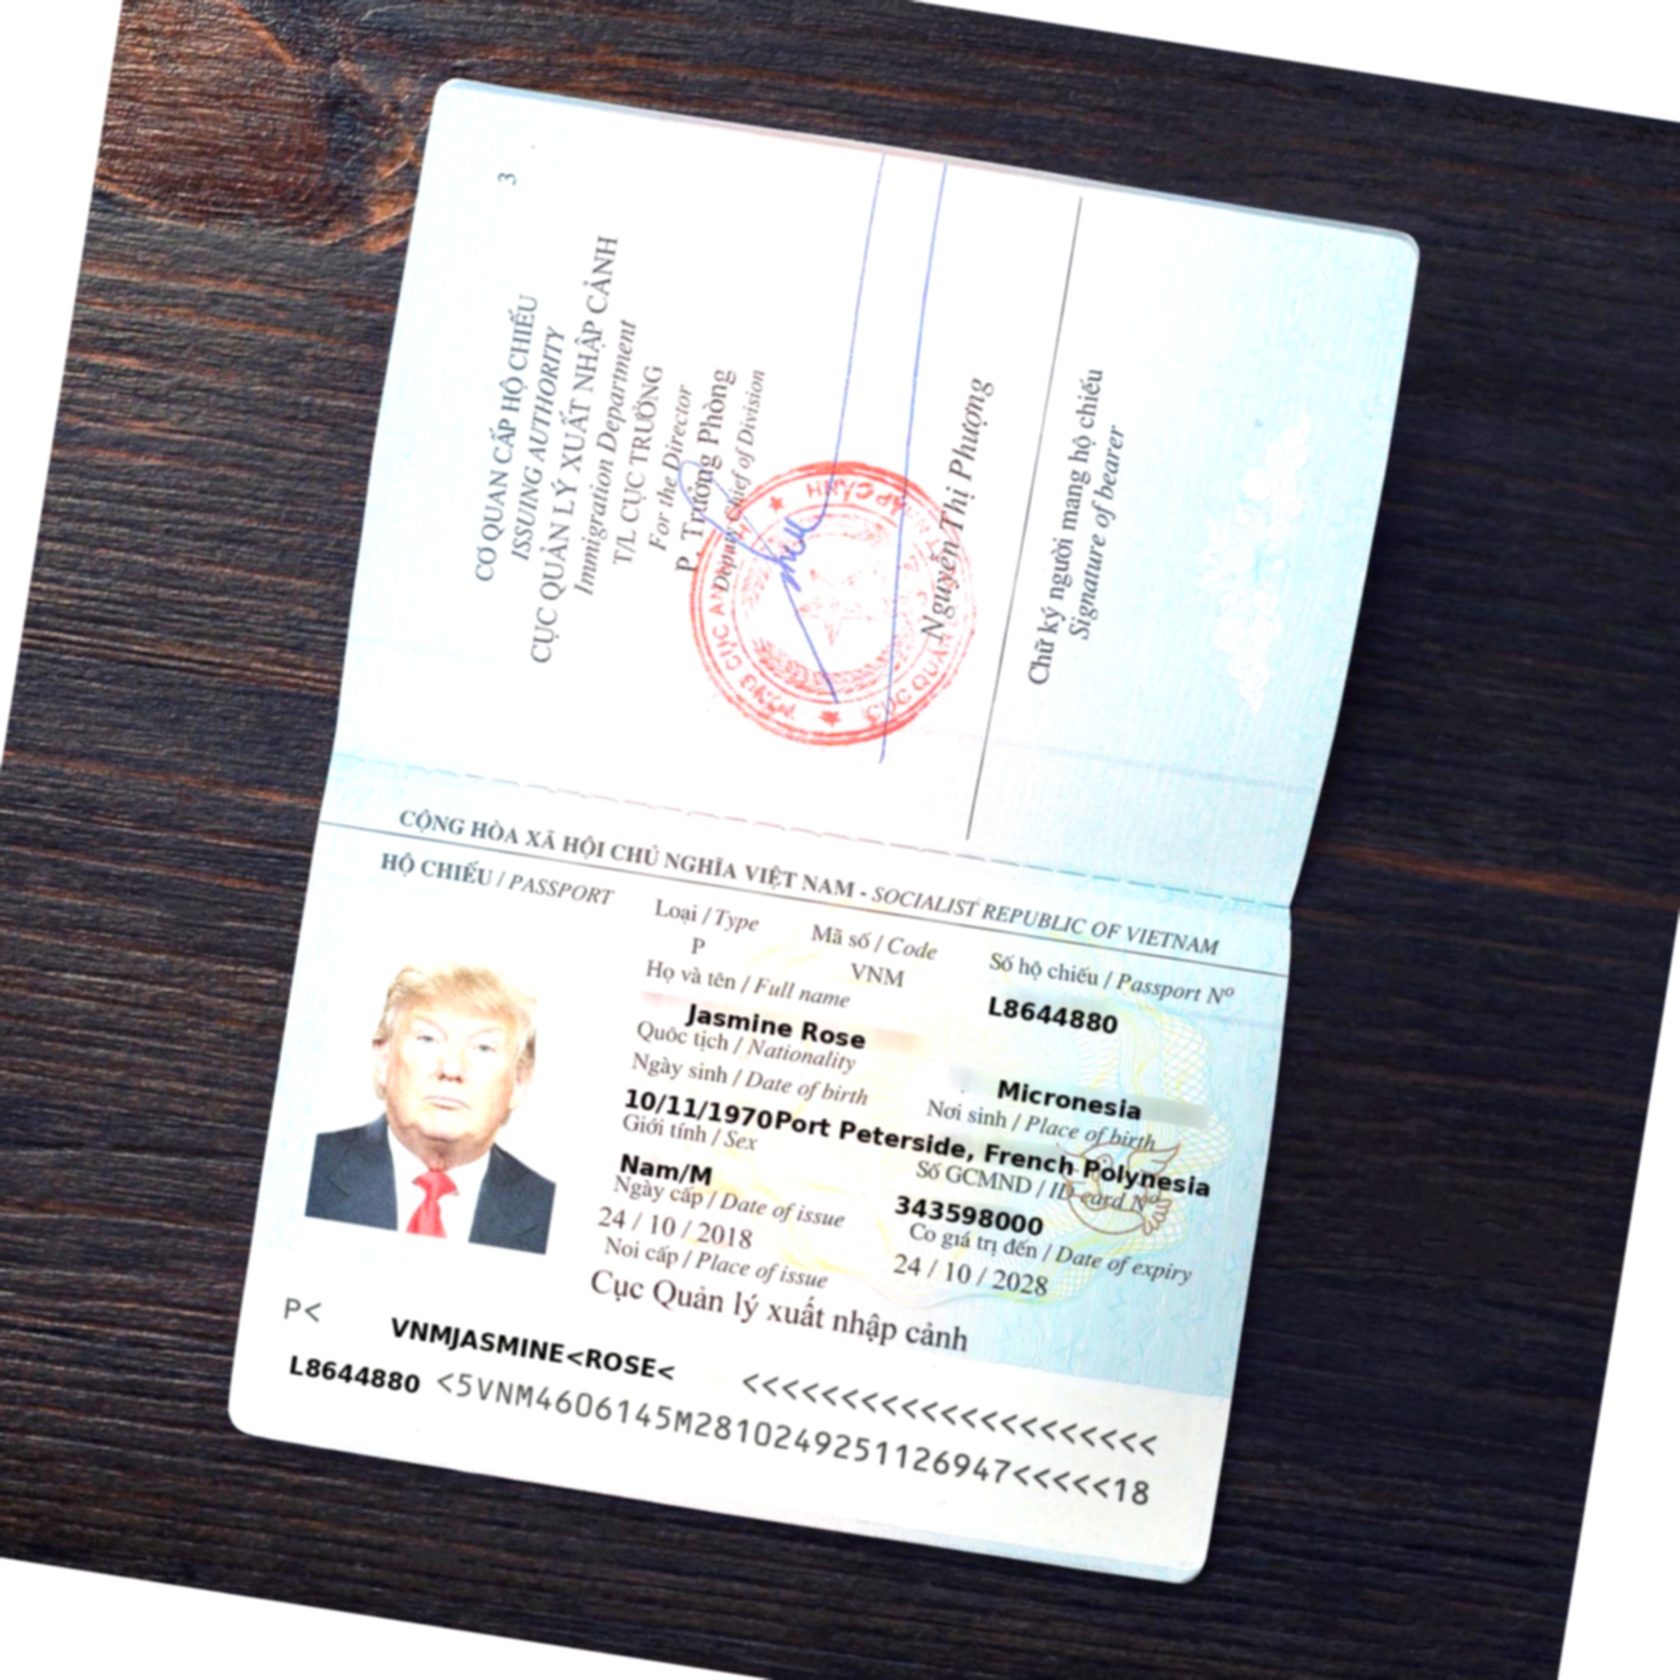 3
CƠ QUAN CẤP HỘ CHIẾU
ISSUING AUTHORITY
CỤC QUẢN LÝ XUẤT NHẬP CẢNH
Immigration Department
T/L CỤC TRƯỞNG
For the Director
P. Trưởng Phòng
Deputy Chief of Division
Nguyễn Thị Phượng
Chữ ký người mang hộ chiếu
Signature of bearer
CỘNG HÒA XÃ HỘI CHỦ NGHĨA VIỆT NAM - SOCIALIST REPUBLIC OF VIETNAM
HỘ CHIẾU / PASSPORT
Loại / Type Mã số / Code Số hộ chiếu / Passport Nº
P VNM L8644880
Họ và tên / Full name
Jasmine Rose
Quôc tịch / Nationality
Micronesia
Ngày sinh / Date of birth Nơi sinh / Place of birth
10/11/1970 Port Peterside, French Polynesia
Giới tính / Sex Số GCMND / ID card Nº
Nam/M 343598000
Ngày cấp / Date of issue Co giá trị đến / Date of expiry
24 / 10 / 2018 24 / 10 / 2028
Noi cấp / Place of issue
Cục Quản lý xuất nhập cảnh
P< VNMJASMINE<ROSE< <<<<<<<<<<<<<<<<<<<<<
L8644880 <5VNM4606145M2810249251126947<<<<<18